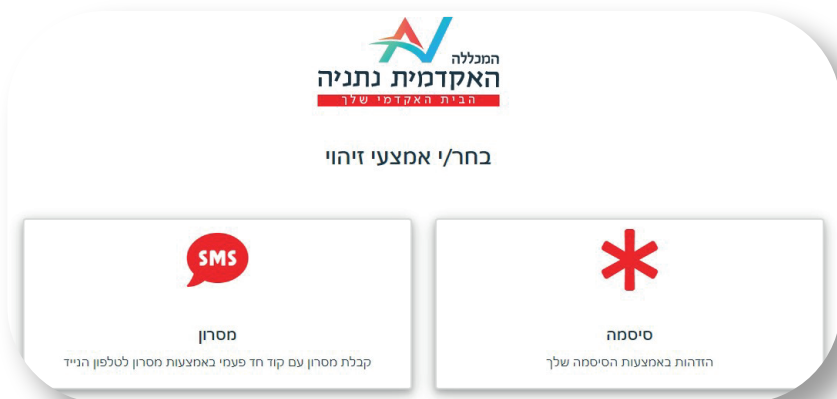 המכללה
האקדמית נתניה
הבית האקדמי שלך
בחר/י אמצעי זיהוי
סיסמה
הזדהות באמצעות הסיסמה שלך
SMS
מסרון
קבלת מסרון עם קוד חד פעמי באמצעות מסרון לטלפון הנייד